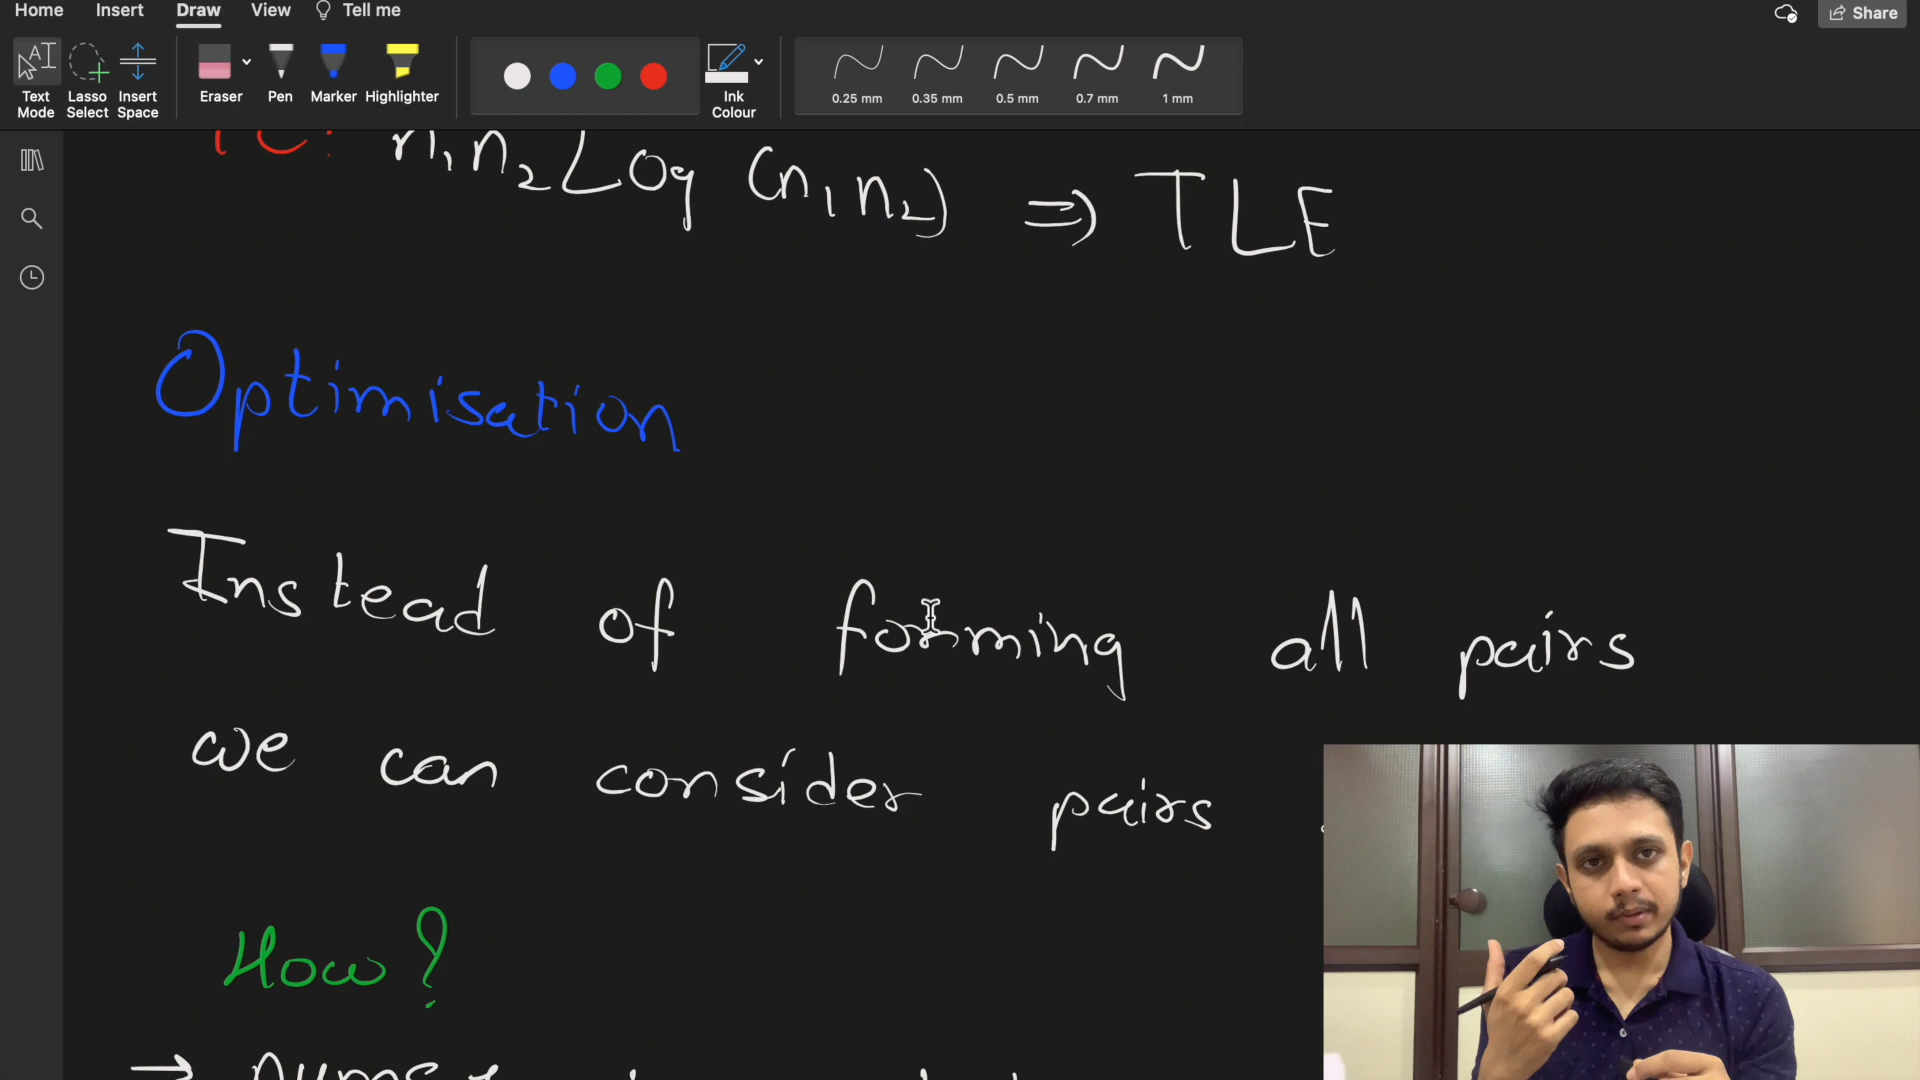 Home Insert Draw View Tell me Share
Text Mode Lasso Select Insert Space Eraser Pen Marker Highlighter Ink Colour 0.25 mm 0.35 mm 0.5 mm 0.7 mm 1 mm
TC: n₁n₂ Log (n₁n₂) ⇒ TLE
Optimisation
Instead of forming all pairs
we can consider pairs
How?
→